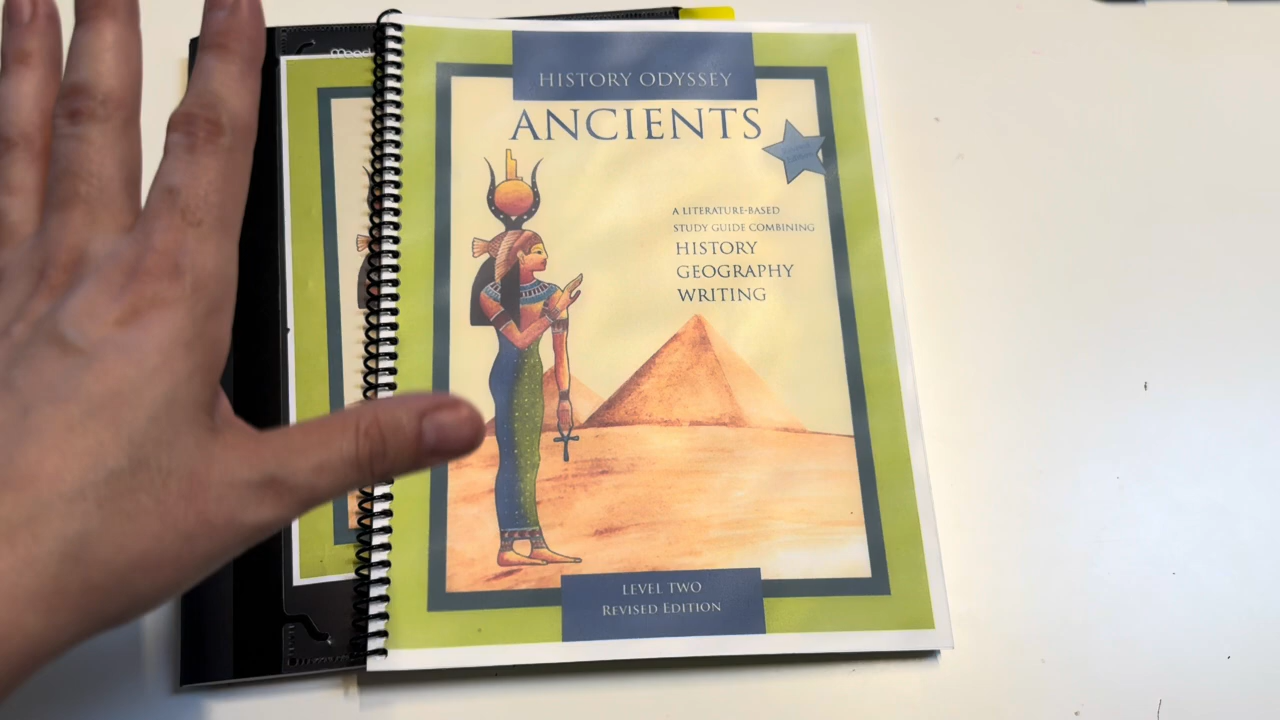 HISTORY ODYSSEY
ANCIENTS
A LITERATURE-BASED
STUDY GUIDE COMBINING
HISTORY
GEOGRAPHY
WRITING
LEVEL TWO
REVISED EDITION